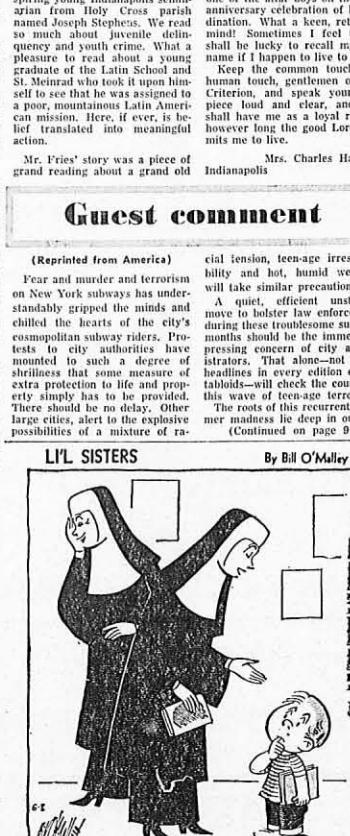 spring young Indianapolis semin-
arian from Holy Cross parish
named Joseph Stephens. We read
so much about juvenile delin-
quency and youth crime. What a
pleasure to read about a young
graduate of the Latin School and
St. Meinrad who took it upon him-
self to see that he was assigned to
a poor, mountainous Latin Ameri-
can mission. Here, if ever, is be-
lief translated into meaningful
action.
Mr. Fries' story was a piece of
grand reading about a grand old
anniversary celebration of
dination. What a keen, ret
mind! Sometimes I feel
shall be lucky to recall m
name if I happen to live to
Keep the common touc
human touch, gentlemen o
Criterion, and speak your
piece loud and clear, an
shall have me as a loyal r
however long the good Lor
mits me to live.
Mrs. Charles Ha
Indianapolis
Guest comment
(Reprinted from America)
Fear and murder and terrorism
on New York subways has under-
standably gripped the minds and
chilled the hearts of the city's
cosmopolitan subway riders. Pro-
tests to city authorities have
mounted to such a degree of
shrillness that some measure of
extra protection to life and prop-
erty simply has to be provided.
There should be no delay. Other
large cities, alert to the explosive
possibilities of a mixture of ra-
cial tension, teen-age irres
bility and hot, humid we
will take similar precaution
A quiet, efficient unst
move to bolster law enforc
during these troublesome su
months should be the imme
pressing concern of city a
istrators. That alone—not
headlines in every edition
tabloids—will check the cou
this wave of teen-age terro
The roots of this recurrent
mer madness lie deep in ou
(Continued on page 9
LI'L SISTERS
By Bill O'Malley
6-3